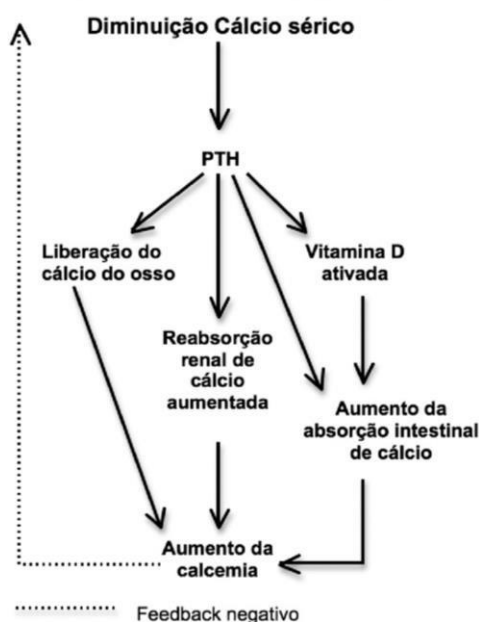 Diminuição Cálcio sérico
PTH
Liberação do
cálcio do osso
Vitamina D
ativada
Reabsorção
renal de
cálcio
aumentada
Aumento da
absorção intestinal
de cálcio
Aumento da
calcemia
Feedback negativo